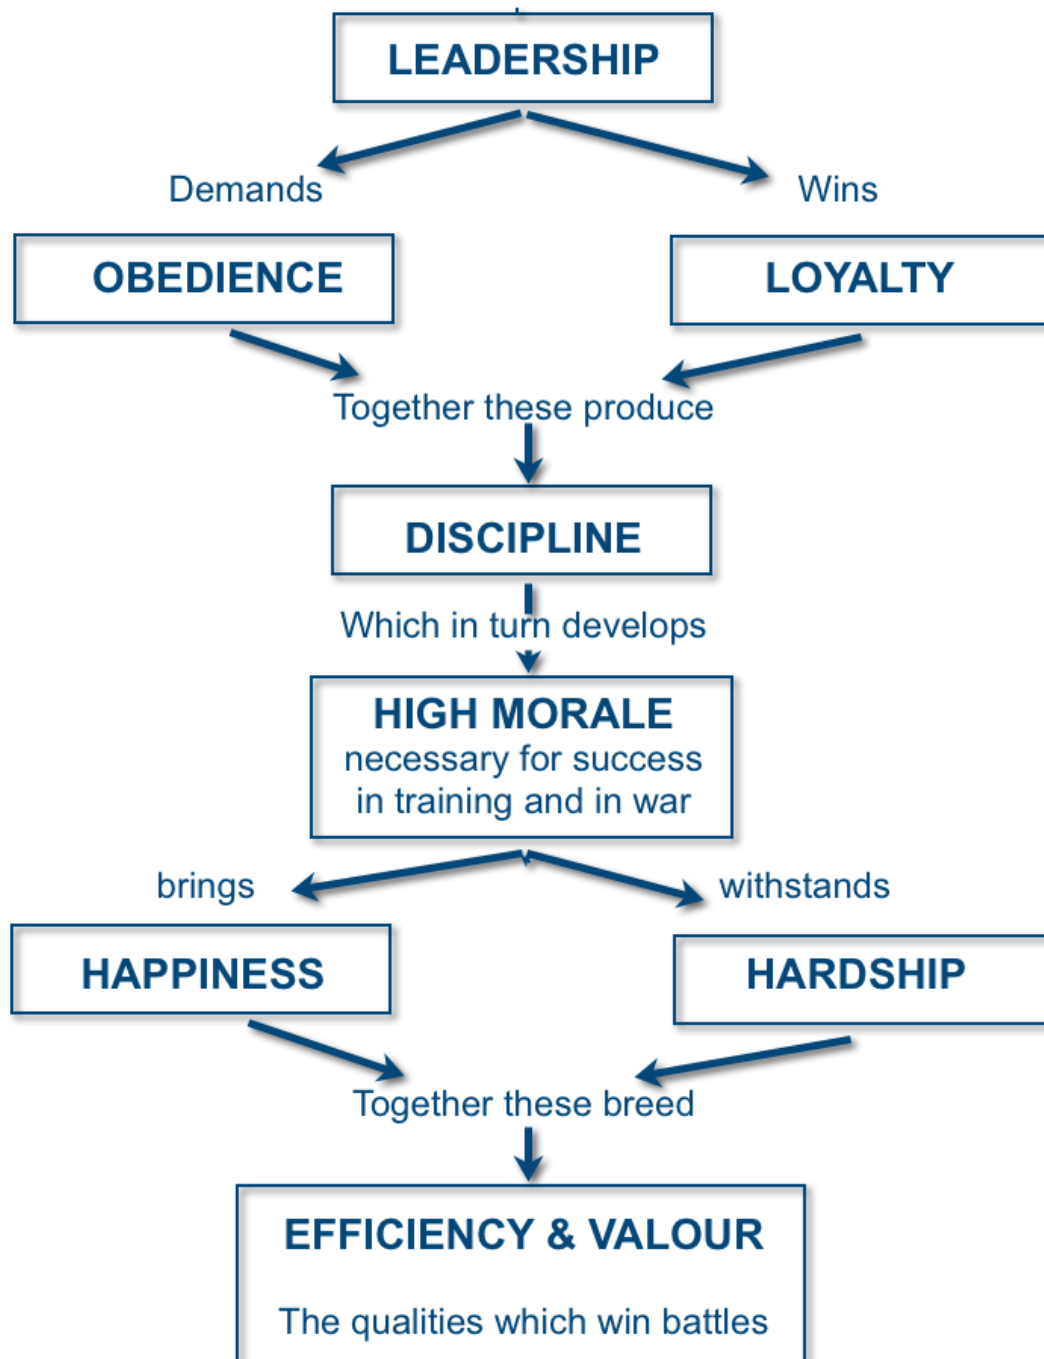 LEADERSHIP
Demands
Wins
OBEDIENCE
LOYALTY
Together these produce
DISCIPLINE
Which in turn develops
HIGH MORALE
necessary for success
in training and in war
brings
withstands
HAPPINESS
HARDSHIP
Together these breed
EFFICIENCY & VALOUR
The qualities which win battles